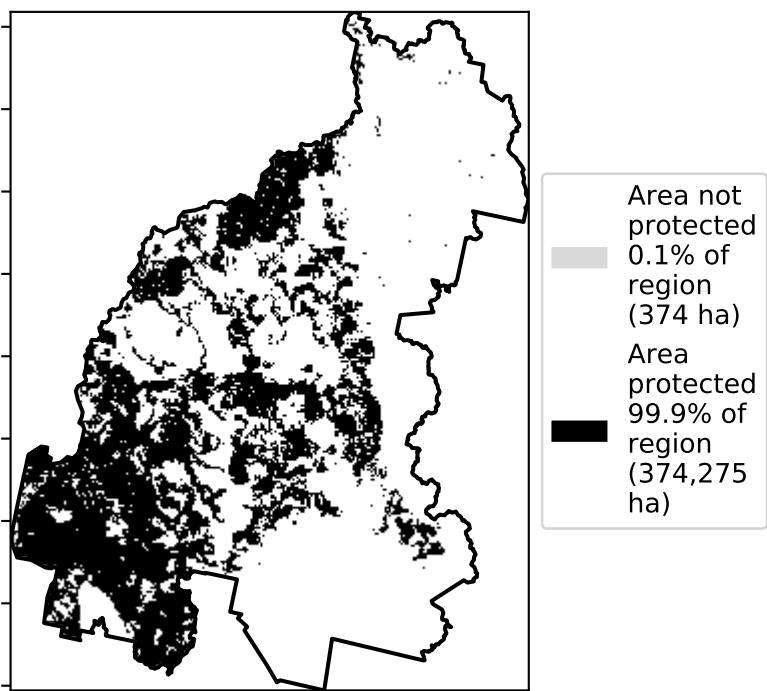 Area not
protected
0.1% of
region
(374 ha)
Area
protected
99.9% of
region
(374,275
ha)